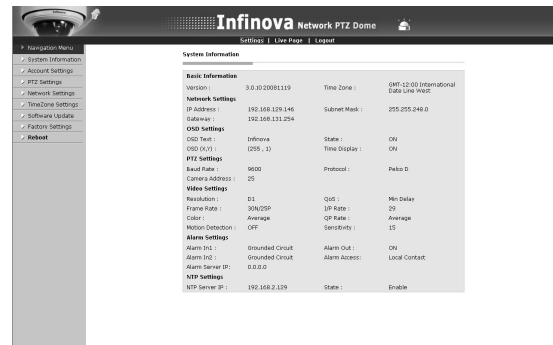 Infinova Network PTZ Dome
Settings | Live Page | Logout
Navigation Menu
System Information
Account Settings
PTZ Settings
Network Settings
TimeZone Settings
Software Update
Factory Settings
Reboot
System Information
Basic Information
Version : 3.0.10 20081119 Time Zone : GMT-12:00 International Date Line West
Network Settings
IP Address : 192.168.129.146 Subnet Mask : 255.255.248.0
Gateway : 192.168.131.254
OSD Settings
OSD Text : Infinova State : ON
OSD (X,Y) : (255 , 1) Time Display : ON
PTZ Settings
Baud Rate : 9600 Protocol : Pelco D
Camera Address : 25
Video Settings
Resolution : D1 QoS : Min Delay
Frame Rate : 30N/25P I/P Rate : 29
Color : Average QP Rate : Average
Motion Detection : OFF Sensitivity : 15
Alarm Settings
Alarm In1 : Grounded Circuit Alarm Out : ON
Alarm In2 : Grounded Circuit Alarm Access: Local Contact
Alarm Server IP: 0.0.0.0
NTP Settings
NTP Server IP : 192.168.2.129 State : Enable